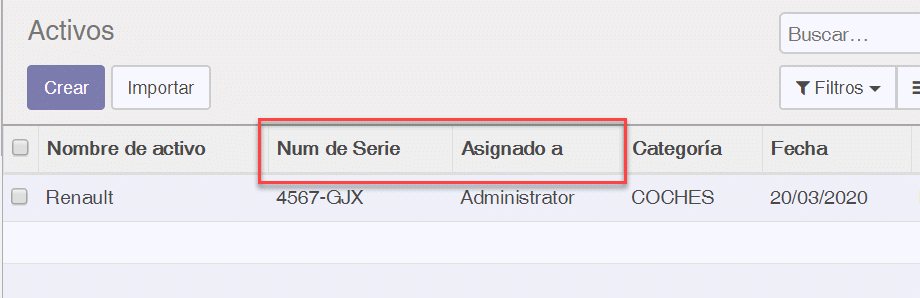 Activos
Buscar...
Crear Importar Filtros
Nombre de activo Num de Serie Asignado a Categoría Fecha
Renault 4567-GJX Administrator COCHES 20/03/2020